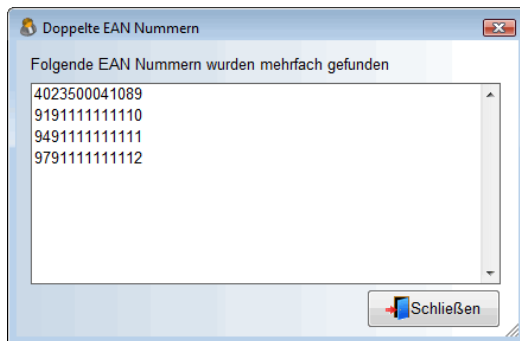 Doppelte EAN Nummern
Folgende EAN Nummern wurden mehrfach gefunden
4023500041089
9191111111110
9491111111111
9791111111112
Schließen